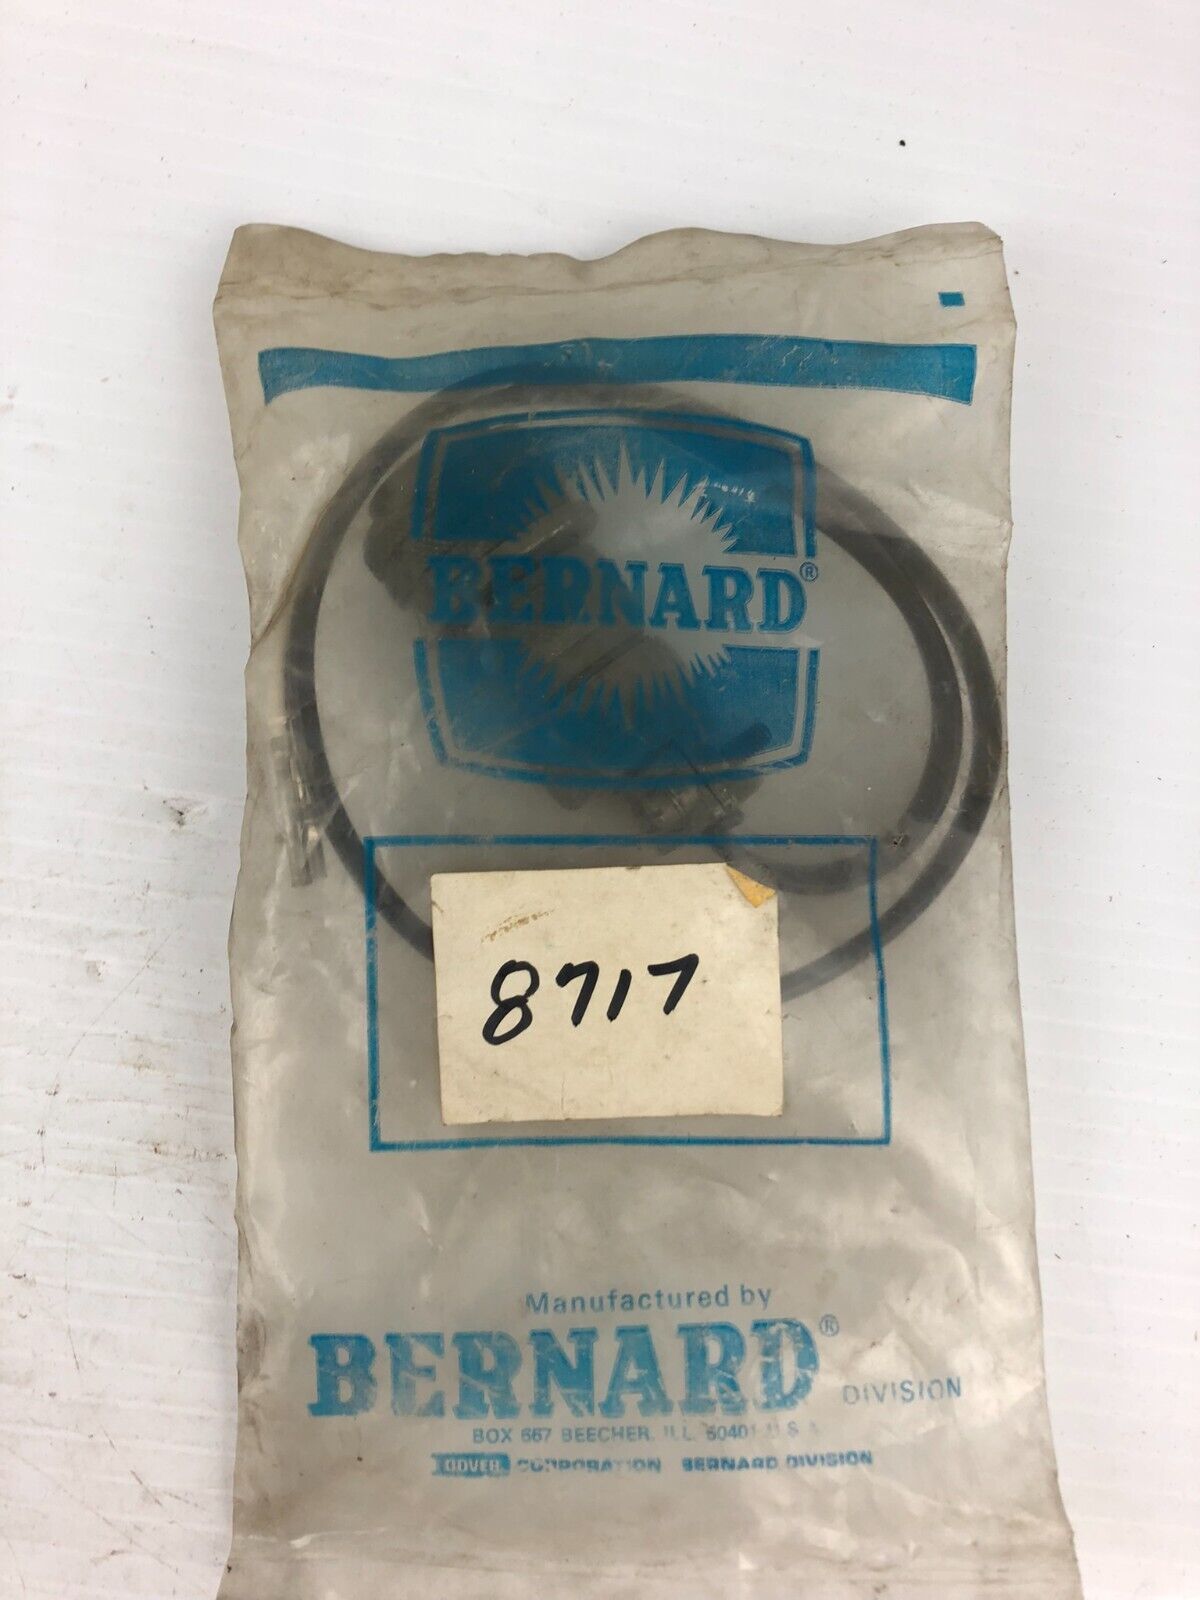 BERNARD®
8717
Manufactured by
BERNARD® DIVISION
BOX 667 BEECHER, ILL. 60401 U.S.A.
DOVER CORPORATION BERNARD DIVISION